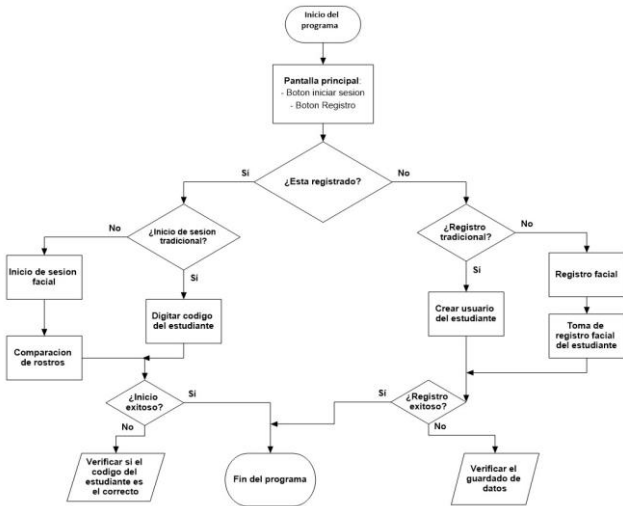 Inicio del
programa
Pantalla principal:
- Boton iniciar sesion
- Boton Registro
¿Esta registrado?
Si
No
¿Inicio de sesion
tradicional?
No
Si
¿Registro
tradicional?
No
Si
Inicio de sesion
facial
Digitar codigo
del estudiante
Crear usuario
del estudiante
Registro facial
Comparacion
de rostros
Toma de
registro facial
del estudiante
¿Inicio
exitoso?
Si
No
¿Registro
exitoso?
Si
No
Verificar si el
codigo del
estudiante es
el correcto
Fin del programa
Verificar el
guardado de
datos